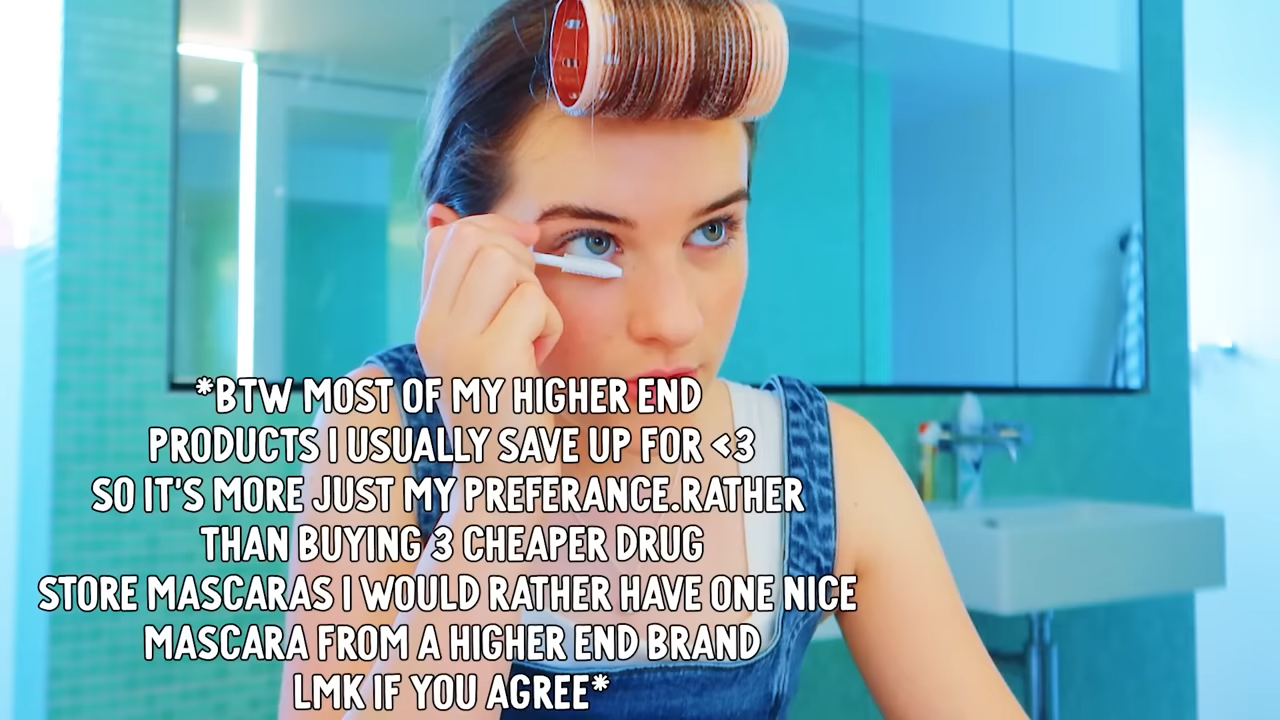 *BTW MOST OF MY HIGHER END
PRODUCTS I USUALLY SAVE UP FOR <3
SO IT'S MORE JUST MY PREFERANCE.RATHER
THAN BUYING 3 CHEAPER DRUG
STORE MASCARAS I WOULD RATHER HAVE ONE NICE
MASCARA FROM A HIGHER END BRAND
LMK IF YOU AGREE*